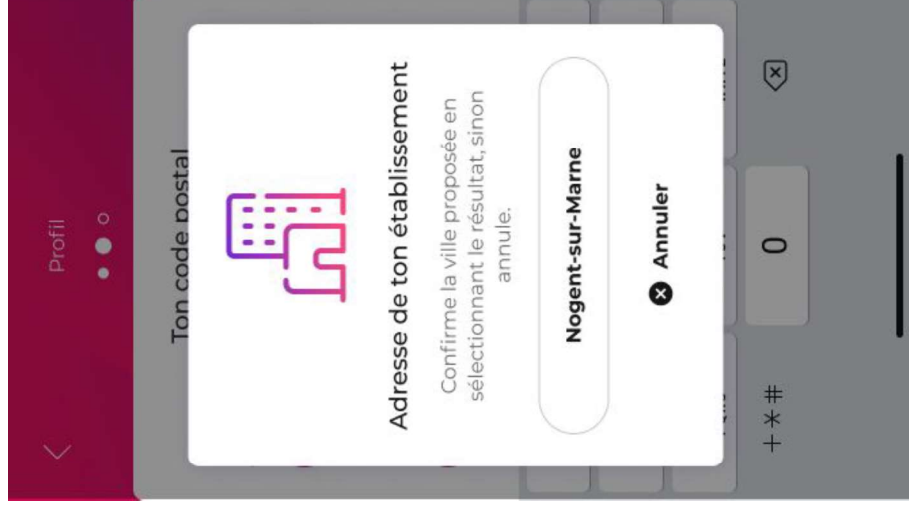 Profil
Ton code postal
Adresse de ton établissement
Confirme la ville proposée en
sélectionnant le résultat, sinon
annule.
Nogent-sur-Marne
Annuler
+*#
0